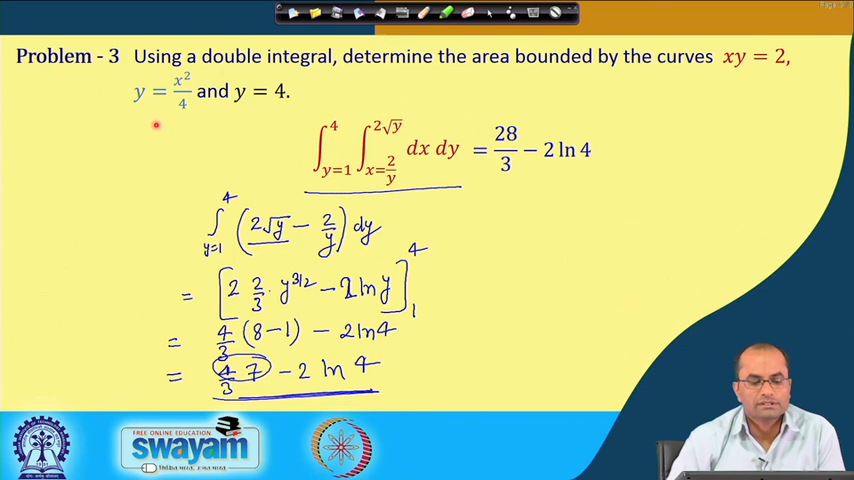 Problem - 3 Using a double integral, determine the area bounded by the curves xy = 2,
y = x²/4 and y = 4.
∫_{y=1}^{4} ∫_{x=2/y}^{2√y} dx dy = 28/3 − 2 ln 4
∫_{y=1}^{4} (2√y − 2/y) dy
= [2 2/3 · y^{3/2} − 2 ln y]_1^4
= 4/3 (8−1) − 2 ln 4
= 4/3 7 − 2 ln 4
FREE ONLINE EDUCATION
swayam